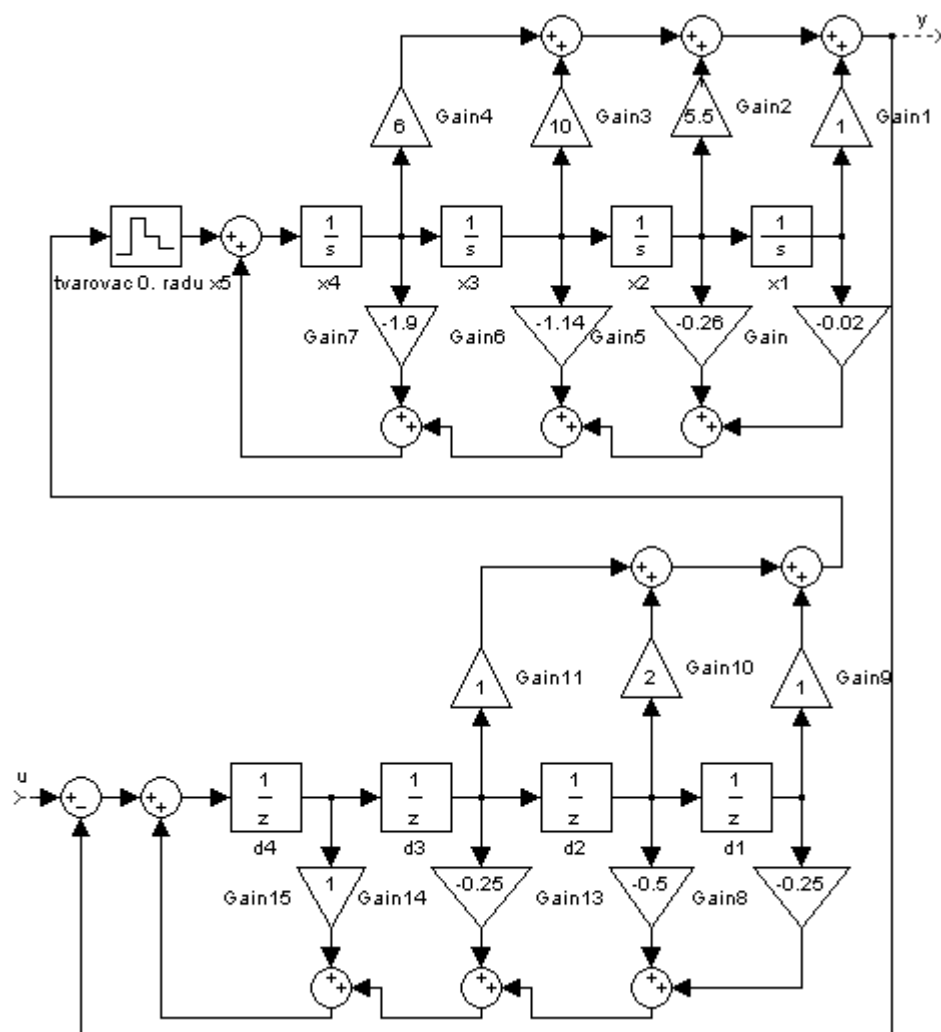 y
6 Gain4 10 Gain3 5.5 Gain2 1 Gain1
1/s 1/s 1/s 1/s
tvarovac 0. radu x5 x4 x3 x2 x1
Gain7 -1.9 Gain6 -1.14 Gain5 -0.26 Gain -0.02
1 Gain11 2 Gain10 1 Gain9
u
1/z 1/z 1/z 1/z
d4 d3 d2 d1
Gain15 1 Gain14 -0.25 Gain13 -0.5 Gain8 -0.25